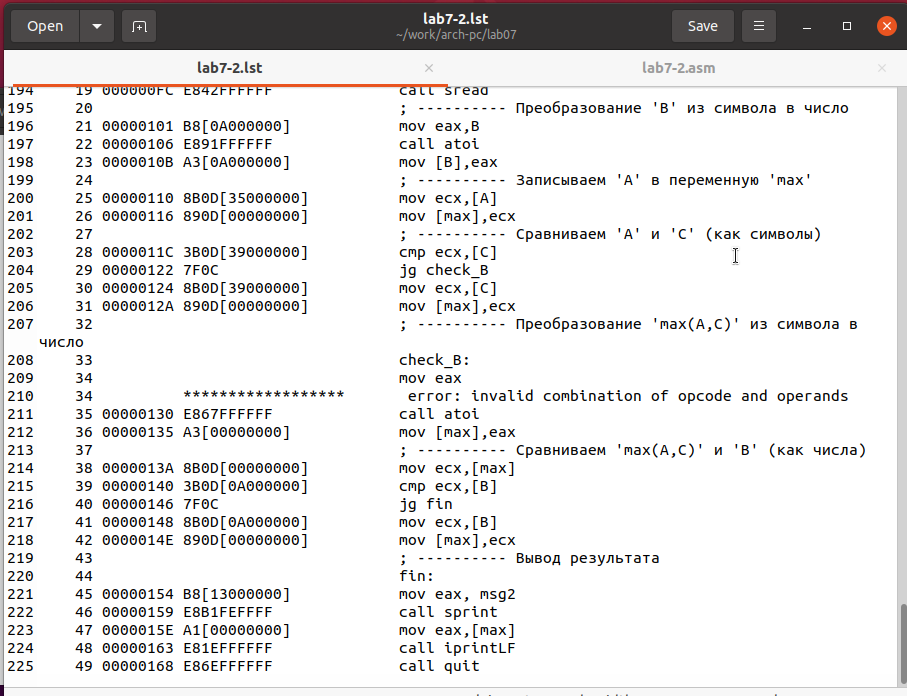 Open
lab7-2.lst
~/work/arch-pc/lab07
Save
lab7-2.lst
lab7-2.asm
194 19 000000FC E842FFFFFF call sread
195 20 ; ---------- Преобразование 'B' из символа в число
196 21 00000101 B8[0A000000] mov eax,B
197 22 00000106 E891FFFFFF call atoi
198 23 0000010B A3[0A000000] mov [B],eax
199 24 ; ---------- Записываем 'A' в переменную 'max'
200 25 00000110 8B0D[35000000] mov ecx,[A]
201 26 00000116 890D[00000000] mov [max],ecx
202 27 ; ---------- Сравниваем 'A' и 'C' (как символы)
203 28 0000011C 3B0D[39000000] cmp ecx,[C]
204 29 00000122 7F0C jg check_B
205 30 00000124 8B0D[39000000] mov ecx,[C]
206 31 0000012A 890D[00000000] mov [max],ecx
207 32 ; ---------- Преобразование 'max(A,C)' из символа в
число
208 33 check_B:
209 34 mov eax
210 34 ****************** error: invalid combination of opcode and operands
211 35 00000130 E867FFFFFF call atoi
212 36 00000135 A3[00000000] mov [max],eax
213 37 ; ---------- Сравниваем 'max(A,C)' и 'B' (как числа)
214 38 0000013A 8B0D[00000000] mov ecx,[max]
215 39 00000140 3B0D[0A000000] cmp ecx,[B]
216 40 00000146 7F0C jg fin
217 41 00000148 8B0D[0A000000] mov ecx,[B]
218 42 0000014E 890D[00000000] mov [max],ecx
219 43 ; ---------- Вывод результата
220 44 fin:
221 45 00000154 B8[13000000] mov eax, msg2
222 46 00000159 E8B1FEFFFF call sprint
223 47 0000015E A1[00000000] mov eax,[max]
224 48 00000163 E81EFFFFFF call iprintLF
225 49 00000168 E86EFFFFFF call quit